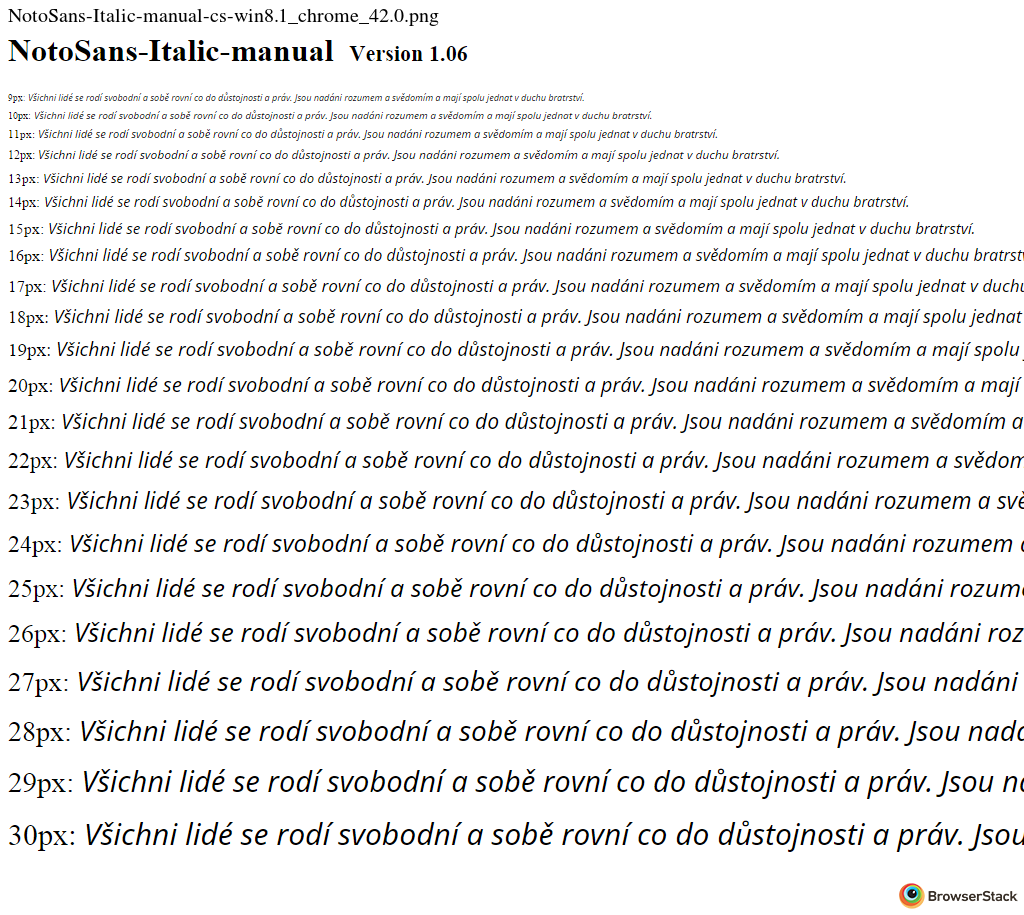 NotoSans-Italic-manual-cs-win8.1_chrome_42.0.png
NotoSans-Italic-manual Version 1.06
9px: Všichni lidé se rodí svobodní a sobě rovní co do důstojnosti a práv. Jsou nadáni rozumem a svědomím a mají spolu jednat v duchu bratrství.
10px: Všichni lidé se rodí svobodní a sobě rovní co do důstojnosti a práv. Jsou nadáni rozumem a svědomím a mají spolu jednat v duchu bratrství.
11px: Všichni lidé se rodí svobodní a sobě rovní co do důstojnosti a práv. Jsou nadáni rozumem a svědomím a mají spolu jednat v duchu bratrství.
12px: Všichni lidé se rodí svobodní a sobě rovní co do důstojnosti a práv. Jsou nadáni rozumem a svědomím a mají spolu jednat v duchu bratrství.
13px: Všichni lidé se rodí svobodní a sobě rovní co do důstojnosti a práv. Jsou nadáni rozumem a svědomím a mají spolu jednat v duchu bratrství.
14px: Všichni lidé se rodí svobodní a sobě rovní co do důstojnosti a práv. Jsou nadáni rozumem a svědomím a mají spolu jednat v duchu bratrství.
15px: Všichni lidé se rodí svobodní a sobě rovní co do důstojnosti a práv. Jsou nadáni rozumem a svědomím a mají spolu jednat v duchu bratrství.
16px: Všichni lidé se rodí svobodní a sobě rovní co do důstojnosti a práv. Jsou nadáni rozumem a svědomím a mají spolu jednat v duchu bratrst
17px: Všichni lidé se rodí svobodní a sobě rovní co do důstojnosti a práv. Jsou nadáni rozumem a svědomím a mají spolu jednat v duchu
18px: Všichni lidé se rodí svobodní a sobě rovní co do důstojnosti a práv. Jsou nadáni rozumem a svědomím a mají spolu jednat
19px: Všichni lidé se rodí svobodní a sobě rovní co do důstojnosti a práv. Jsou nadáni rozumem a svědomím a mají spolu
20px: Všichni lidé se rodí svobodní a sobě rovní co do důstojnosti a práv. Jsou nadáni rozumem a svědomím a mají
21px: Všichni lidé se rodí svobodní a sobě rovní co do důstojnosti a práv. Jsou nadáni rozumem a svědomím a
22px: Všichni lidé se rodí svobodní a sobě rovní co do důstojnosti a práv. Jsou nadáni rozumem a svědom
23px: Všichni lidé se rodí svobodní a sobě rovní co do důstojnosti a práv. Jsou nadáni rozumem a svě
24px: Všichni lidé se rodí svobodní a sobě rovní co do důstojnosti a práv. Jsou nadáni rozumem a
25px: Všichni lidé se rodí svobodní a sobě rovní co do důstojnosti a práv. Jsou nadáni rozume
26px: Všichni lidé se rodí svobodní a sobě rovní co do důstojnosti a práv. Jsou nadáni roz
27px: Všichni lidé se rodí svobodní a sobě rovní co do důstojnosti a práv. Jsou nadáni
28px: Všichni lidé se rodí svobodní a sobě rovní co do důstojnosti a práv. Jsou nadá
29px: Všichni lidé se rodí svobodní a sobě rovní co do důstojnosti a práv. Jsou na
30px: Všichni lidé se rodí svobodní a sobě rovní co do důstojnosti a práv. Jsou
BrowserStack